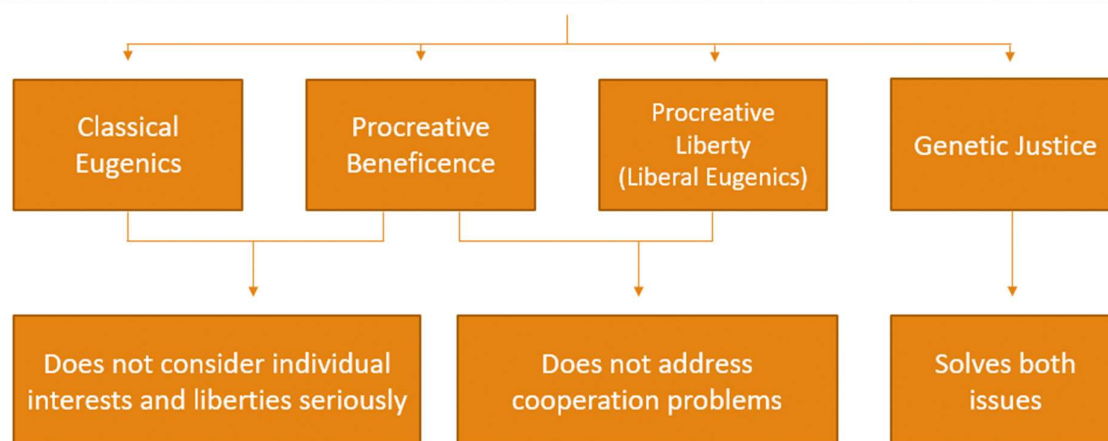 Classical
Eugenics
Procreative
Beneficence
Procreative
Liberty
(Liberal Eugenics)
Genetic Justice
Does not consider individual
interests and liberties seriously
Does not address
cooperation problems
Solves both
issues